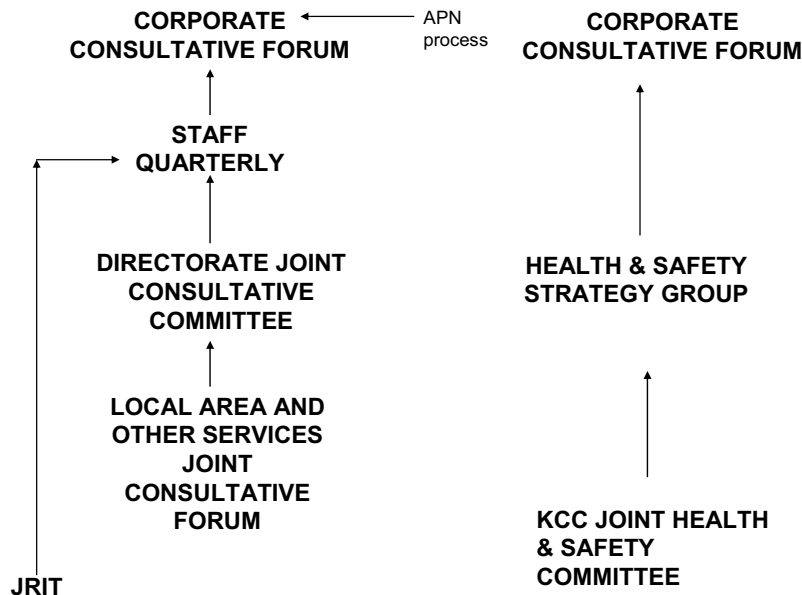 CORPORATE
CONSULTATIVE FORUM
APN
process
STAFF
QUARTERLY
DIRECTORATE JOINT
CONSULTATIVE
COMMITTEE
LOCAL AREA AND
OTHER SERVICES
JOINT
CONSULTATIVE
FORUM
JRIT
CORPORATE
CONSULTATIVE FORUM
HEALTH & SAFETY
STRATEGY GROUP
KCC JOINT HEALTH
& SAFETY
COMMITTEE